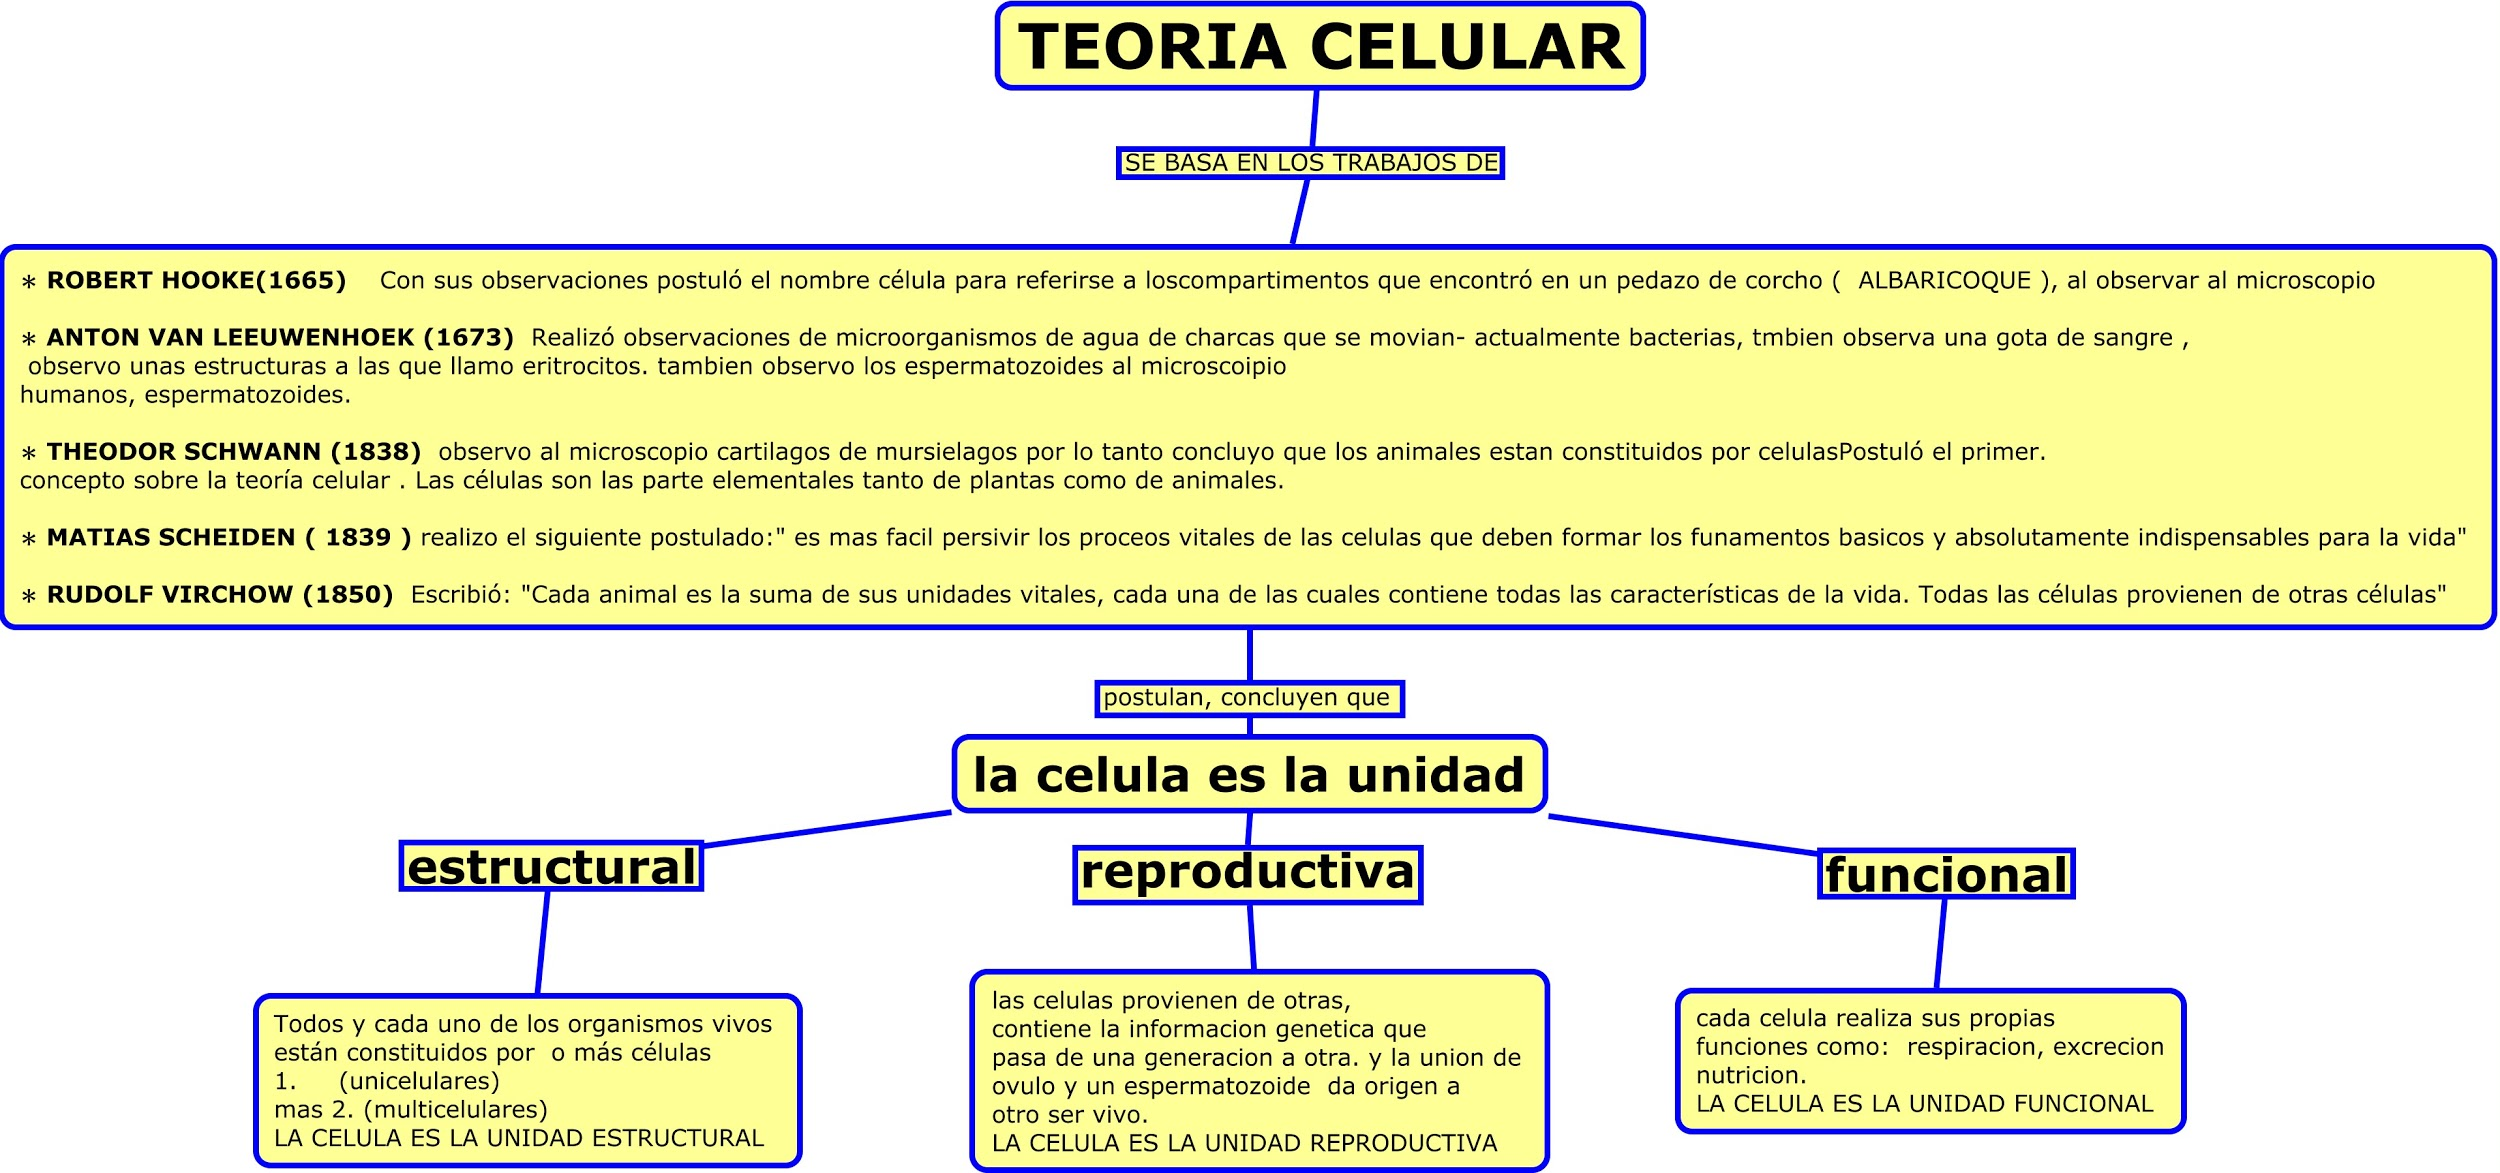 TEORIA CELULAR
SE BASA EN LOS TRABAJOS DE
* ROBERT HOOKE(1665) Con sus observaciones postuló el nombre célula para referirse a loscompartimentos que encontró en un pedazo de corcho ( ALBARICOQUE ), al observar al microscopio
* ANTON VAN LEEUWENHOEK (1673) Realizó observaciones de microorganismos de agua de charcas que se movian- actualmente bacterias, tmbien observa una gota de sangre ,
observo unas estructuras a las que llamo eritrocitos. tambien observo los espermatozoides al microscoipio
humanos, espermatozoides.
* THEODOR SCHWANN (1838) observo al microscopio cartilagos de mursielagos por lo tanto concluyo que los animales estan constituidos por celulasPostuló el primer.
concepto sobre la teoría celular . Las células son las parte elementales tanto de plantas como de animales.
* MATIAS SCHEIDEN ( 1839 ) realizo el siguiente postulado:" es mas facil persivir los proceos vitales de las celulas que deben formar los funamentos basicos y absolutamente indispensables para la vida"
* RUDOLF VIRCHOW (1850) Escribió: "Cada animal es la suma de sus unidades vitales, cada una de las cuales contiene todas las características de la vida. Todas las células provienen de otras células"
postulan, concluyen que
la celula es la unidad
estructural
reproductiva
funcional
Todos y cada uno de los organismos vivos
están constituidos por o más células
1. (unicelulares)
mas 2. (multicelulares)
LA CELULA ES LA UNIDAD ESTRUCTURAL
las celulas provienen de otras,
contiene la informacion genetica que
pasa de una generacion a otra. y la union de
ovulo y un espermatozoide da origen a
otro ser vivo.
LA CELULA ES LA UNIDAD REPRODUCTIVA
cada celula realiza sus propias
funciones como: respiracion, excrecion
nutricion.
LA CELULA ES LA UNIDAD FUNCIONAL